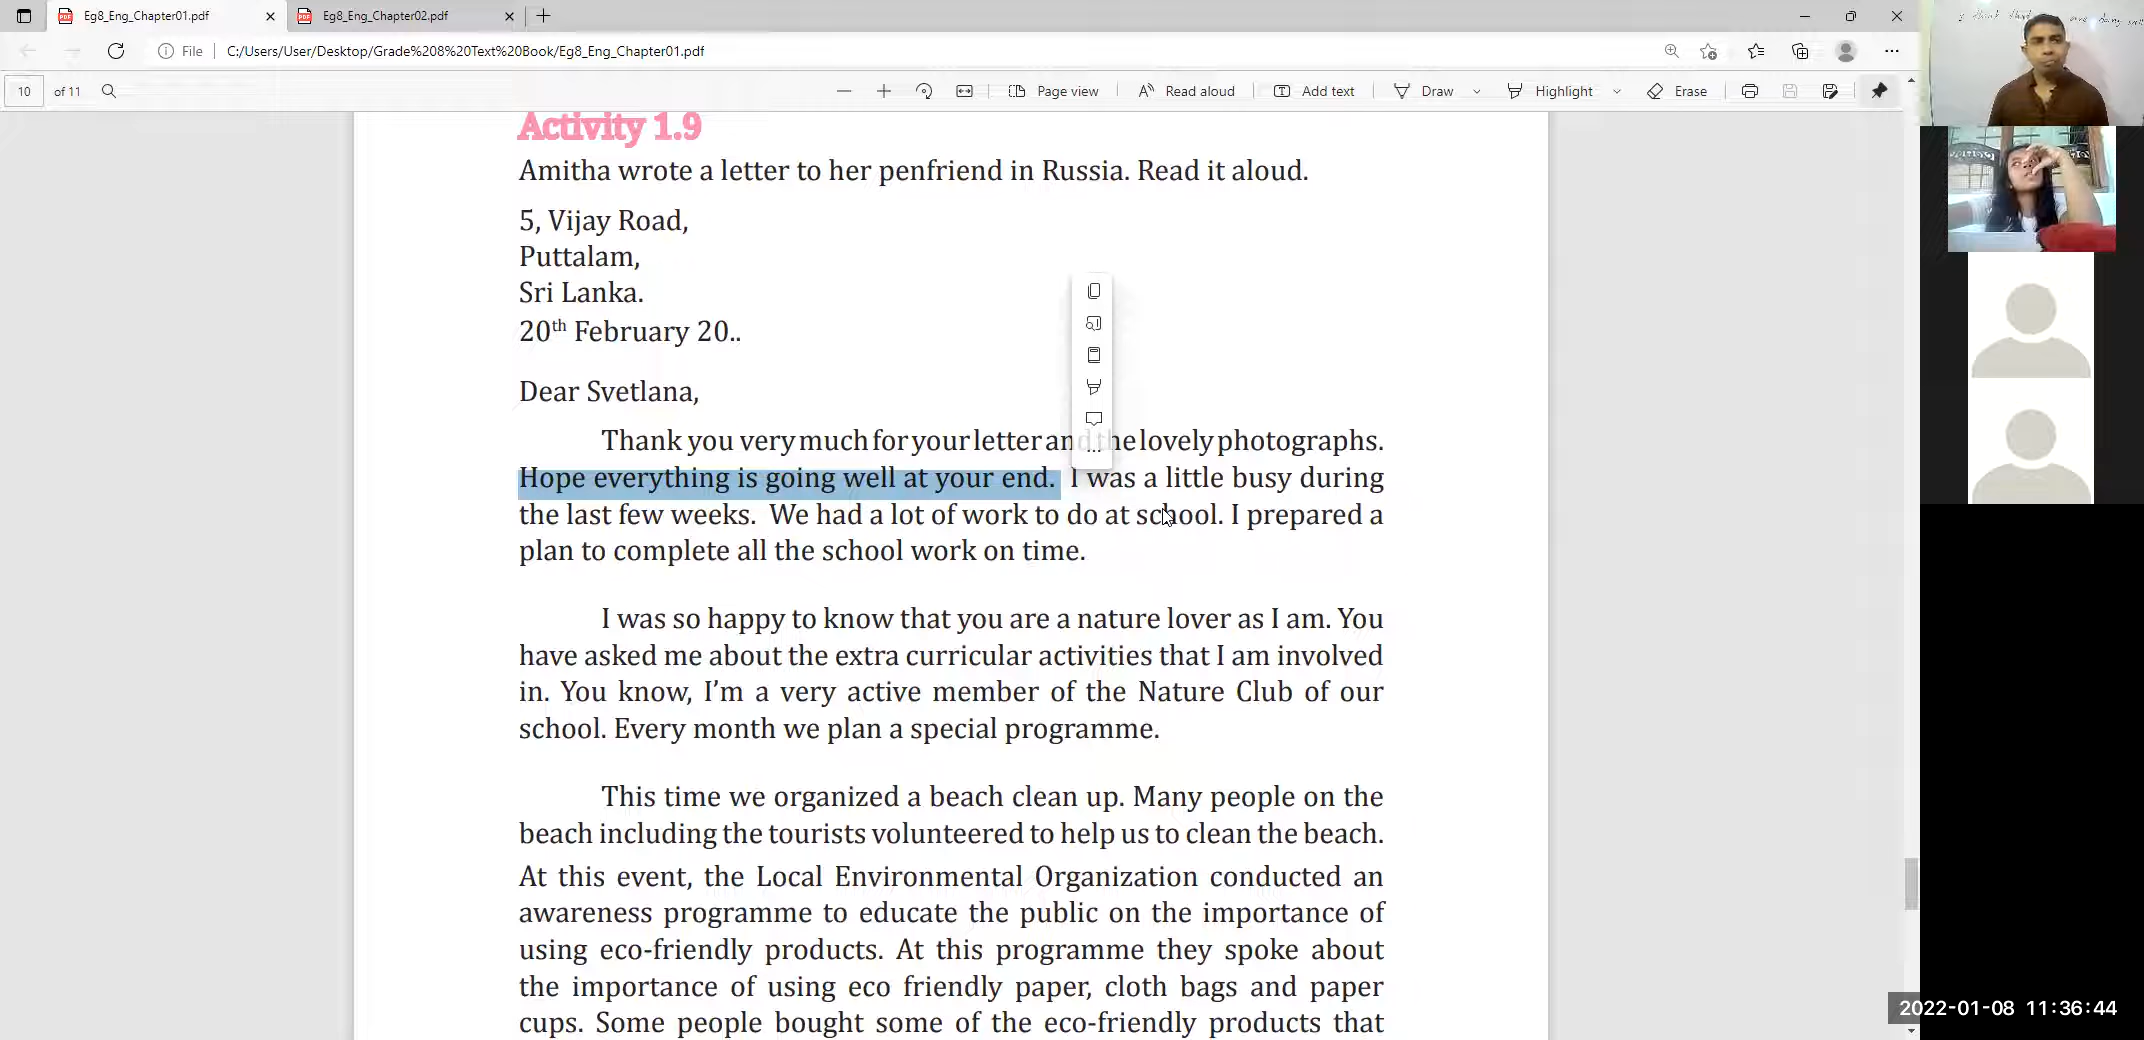 Eg8_Eng_Chapter01.pdf
Eg8_Eng_Chapter02.pdf
File
C:/Users/User/Desktop/Grade%208%20Text%20Book/Eg8_Eng_Chapter01.pdf
10 of 11
Page view
Read aloud
Add text
Draw
Highlight
Erase
Activity 1.9
Amitha wrote a letter to her penfriend in Russia. Read it aloud.
5, Vijay Road,
Puttalam,
Sri Lanka.
20th February 20..
Dear Svetlana,
Thank you very much for your letter and the lovely photographs.
Hope everything is going well at your end. I was a little busy during
the last few weeks. We had a lot of work to do at school. I prepared a
plan to complete all the school work on time.
I was so happy to know that you are a nature lover as I am. You
have asked me about the extra curricular activities that I am involved
in. You know, I'm a very active member of the Nature Club of our
school. Every month we plan a special programme.
This time we organized a beach clean up. Many people on the
beach including the tourists volunteered to help us to clean the beach.
At this event, the Local Environmental Organization conducted an
awareness programme to educate the public on the importance of
using eco-friendly products. At this programme they spoke about
the importance of using eco friendly paper, cloth bags and paper
cups. Some people bought some of the eco-friendly products that
I think that are doing well
2022-01-08 11:36:44